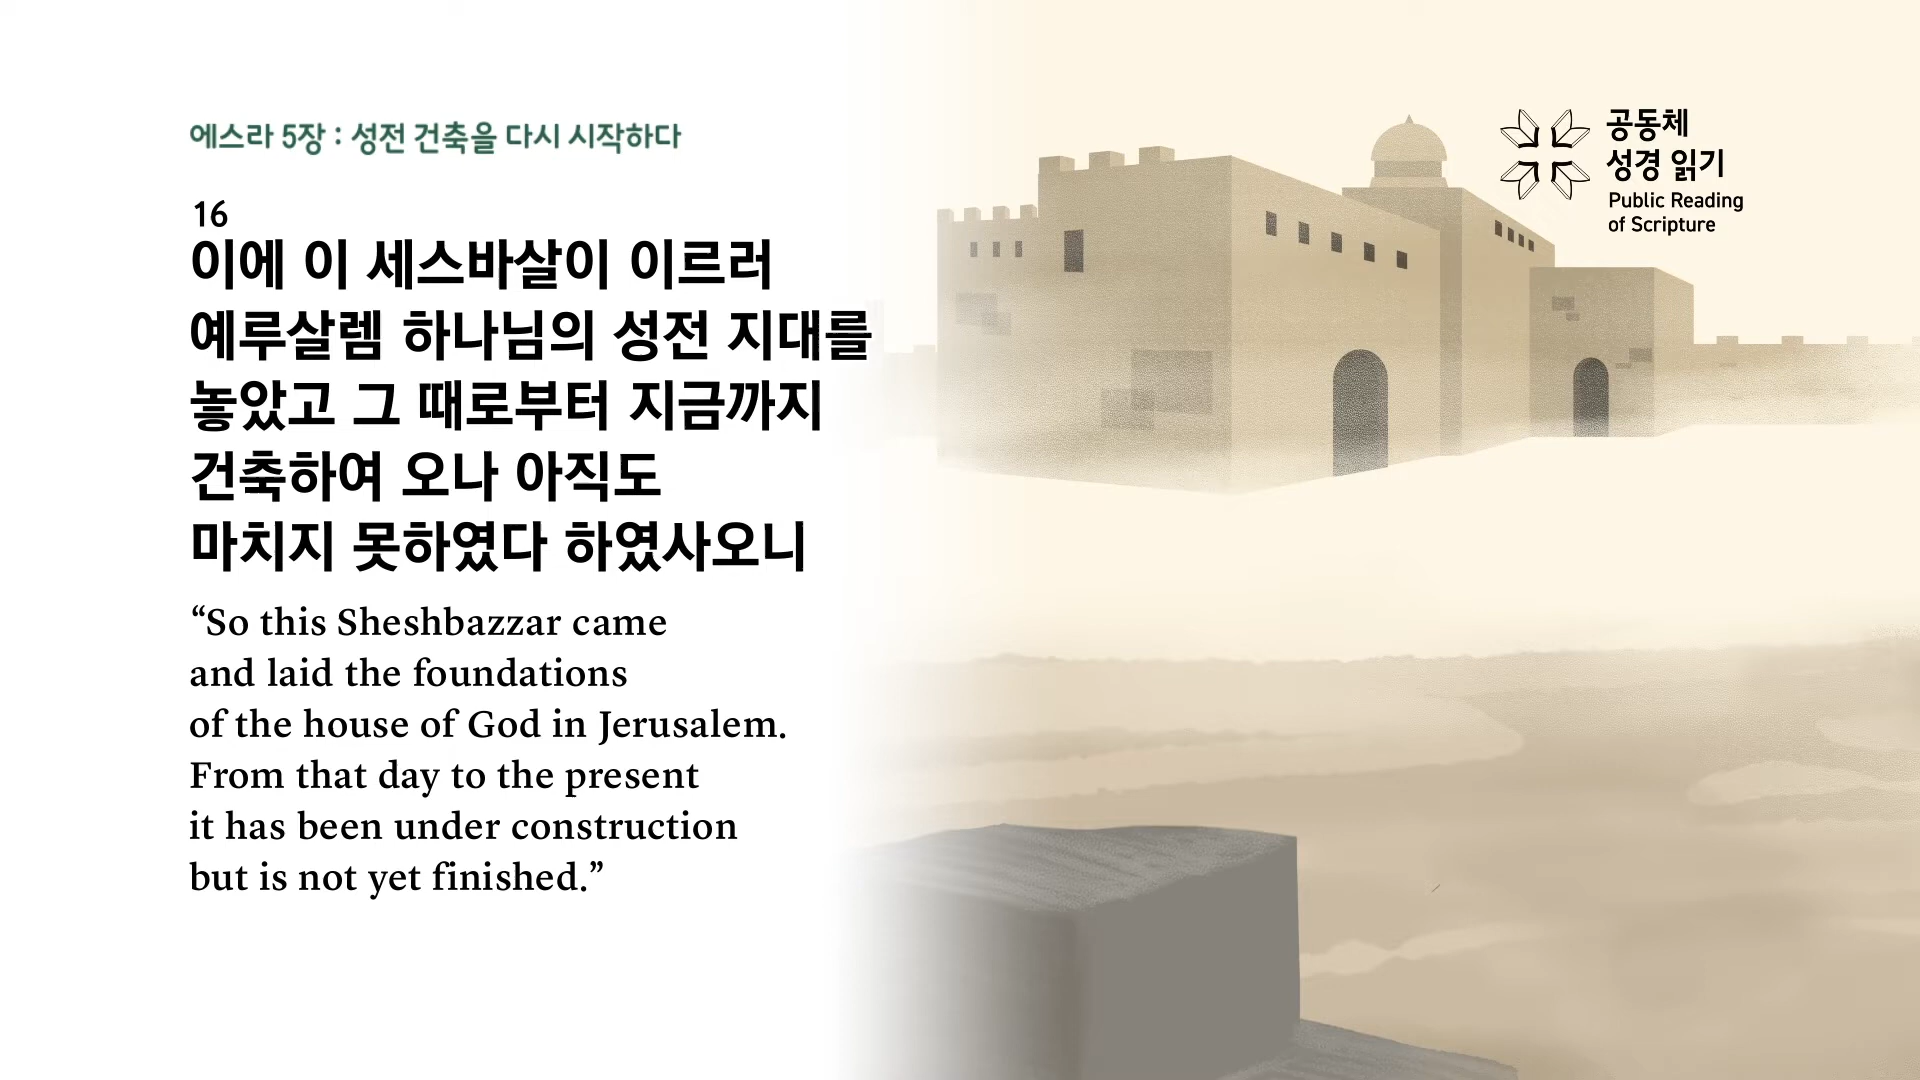 에스라 5장 : 성전 건축을 다시 시작하다
16
이에 이 세스바살이 이르러
예루살렘 하나님의 성전 지대를
놓았고 그 때로부터 지금까지
건축하여 오나 아직도
마치지 못하였다 하였사오니
“So this Sheshbazzar came
and laid the foundations
of the house of God in Jerusalem.
From that day to the present
it has been under construction
but is not yet finished.”
공동체
성경 읽기
Public Reading
of Scripture